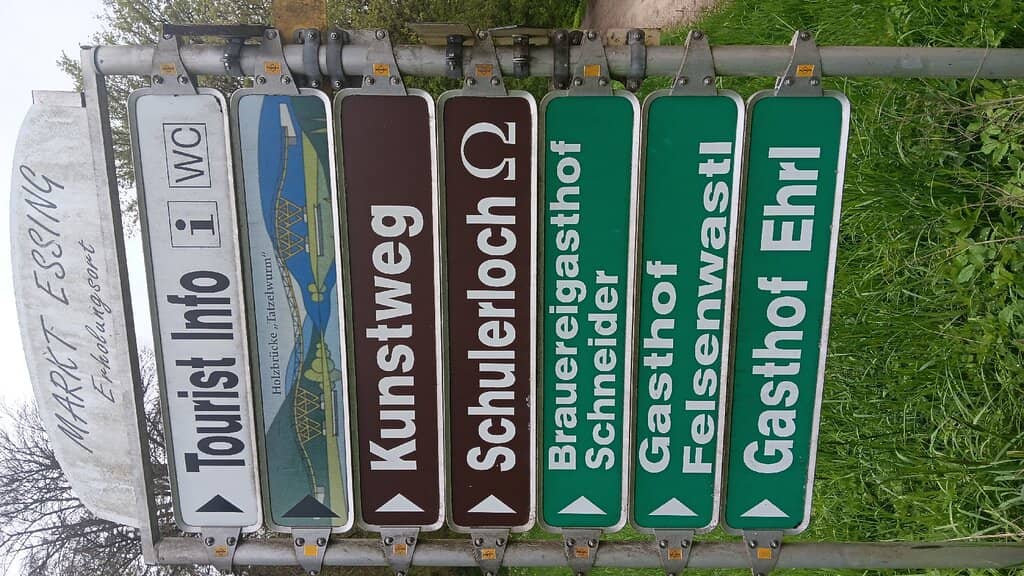 MARKT ESSING
Erholungsort
Tourist Info i WC
Holzbrücke „Tatzelwurm"
Kunstweg
Schulerloch Ω
Brauereigasthof
Schneider
Gasthof
Felsenwastl
Gasthof Ehrl